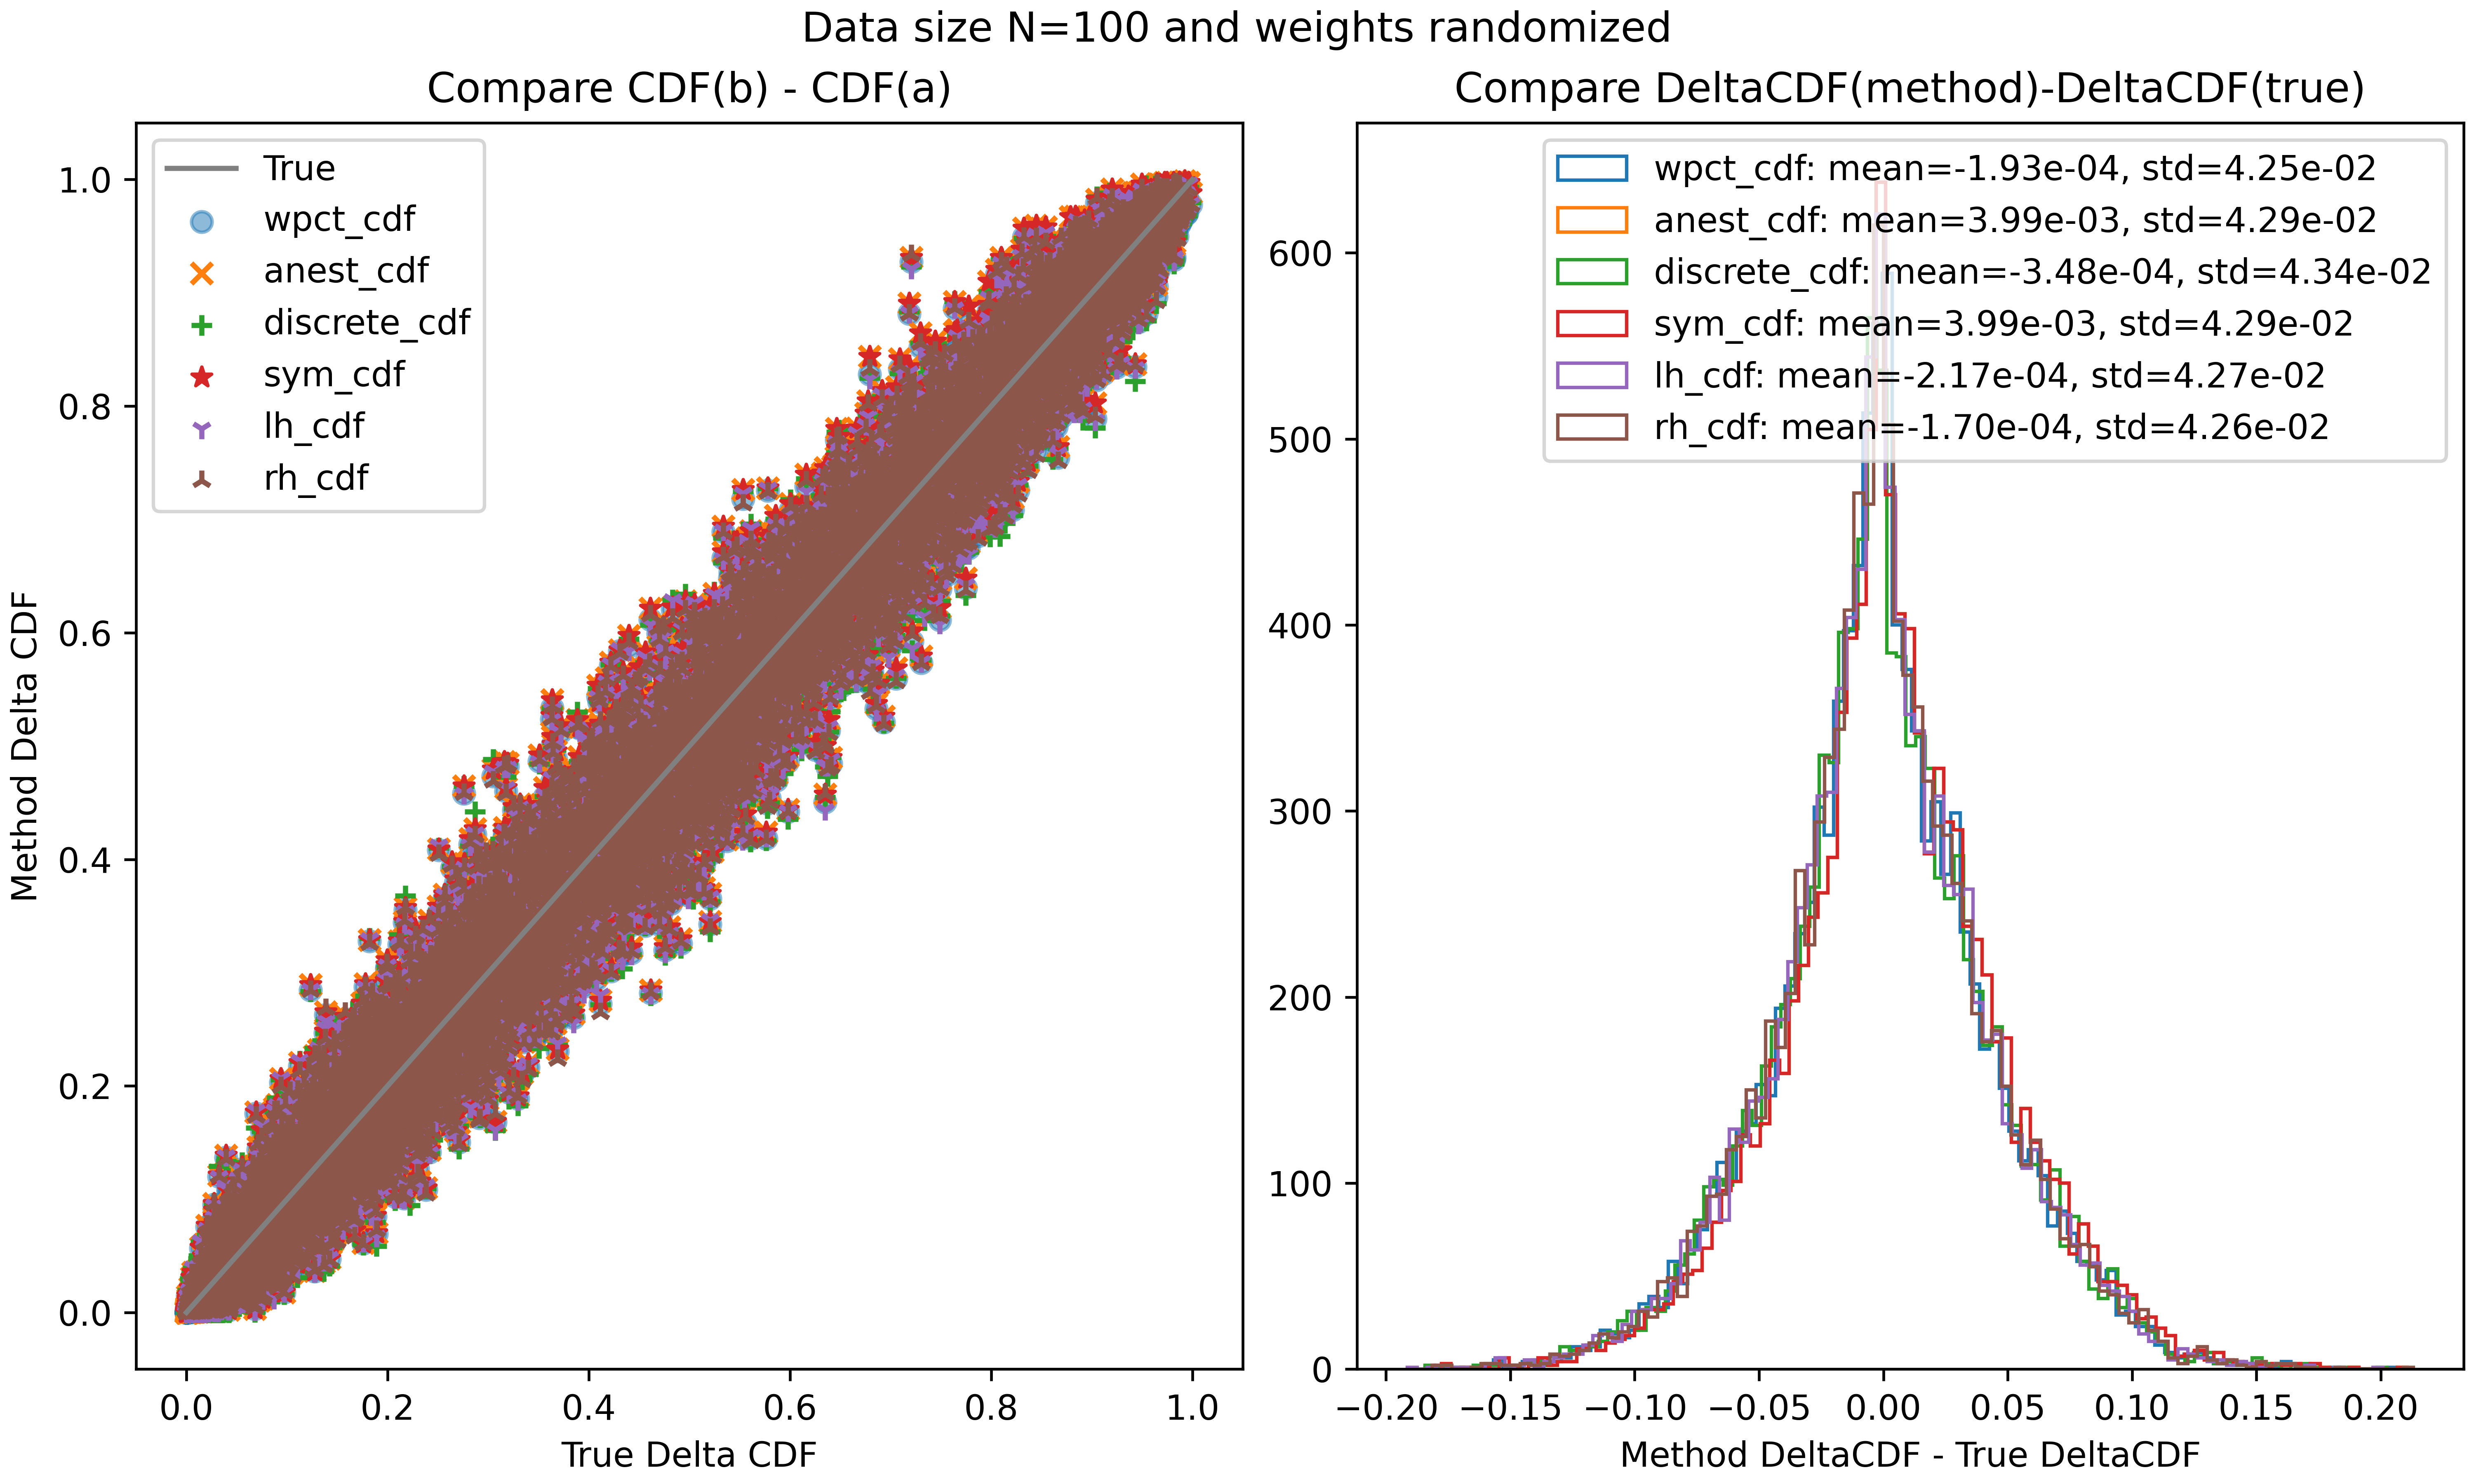 Data size N=100 and weights randomized
Compare CDF(b) - CDF(a)
True
wpct_cdf
anest_cdf
discrete_cdf
sym_cdf
lh_cdf
rh_cdf
1.0
0.8
0.6
0.4
0.2
0.0
Method Delta CDF
0.0 0.2 0.4 0.6 0.8 1.0
True Delta CDF
Compare DeltaCDF(method)-DeltaCDF(true)
wpct_cdf: mean=-1.93e-04, std=4.25e-02
anest_cdf: mean=3.99e-03, std=4.29e-02
discrete_cdf: mean=-3.48e-04, std=4.34e-02
sym_cdf: mean=3.99e-03, std=4.29e-02
lh_cdf: mean=-2.17e-04, std=4.27e-02
rh_cdf: mean=-1.70e-04, std=4.26e-02
600
500
400
300
200
100
0
−0.20 −0.15 −0.10 −0.05 0.00 0.05 0.10 0.15 0.20
Method DeltaCDF - True DeltaCDF